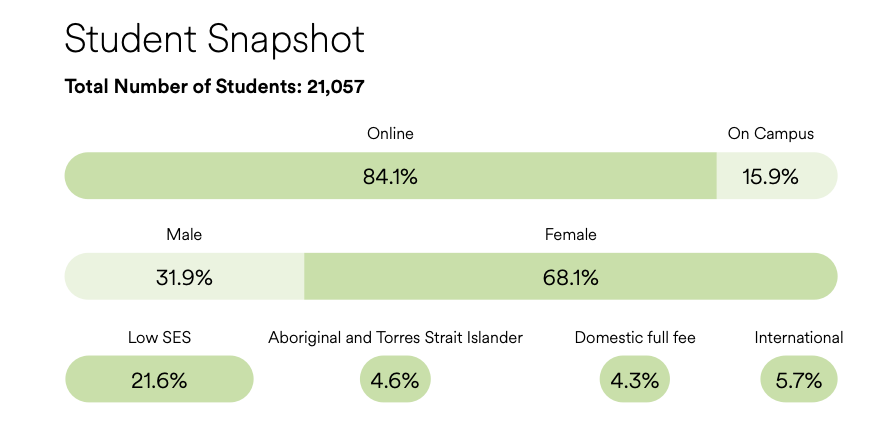 Student Snapshot
Total Number of Students: 21,057
Online On Campus
84.1% 15.9%
Male Female
31.9% 68.1%
Low SES Aboriginal and Torres Strait Islander Domestic full fee International
21.6% 4.6% 4.3% 5.7%